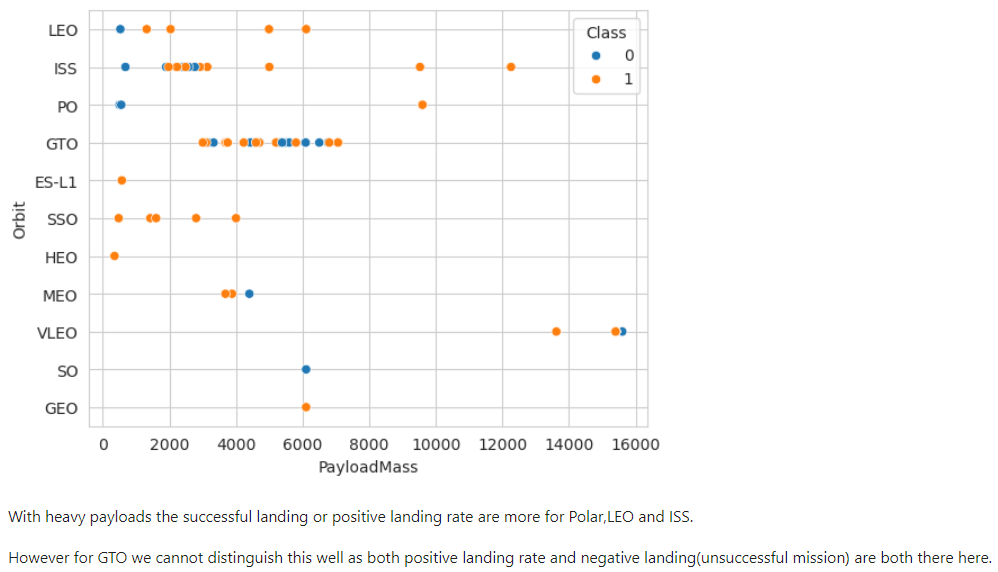 LEO
ISS
PO
GTO
ES-L1
SSO
HEO
MEO
VLEO
SO
GEO
Orbit
Class
0
1
0 2000 4000 6000 8000 10000 12000 14000 16000
PayloadMass
With heavy payloads the successful landing or positive landing rate are more for Polar,LEO and ISS.
However for GTO we cannot distinguish this well as both positive landing rate and negative landing(unsuccessful mission) are both there here.